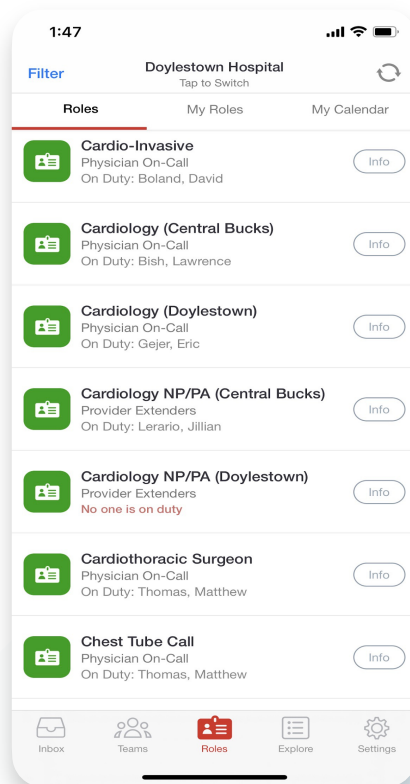 1:47
Filter
Doylestown Hospital
Tap to Switch
Roles
My Roles
My Calendar
Cardio-Invasive
Physician On-Call
On Duty: Boland, David
Info
Cardiology (Central Bucks)
Physician On-Call
On Duty: Bish, Lawrence
Info
Cardiology (Doylestown)
Physician On-Call
On Duty: Gejer, Eric
Info
Cardiology NP/PA (Central Bucks)
Provider Extenders
On Duty: Lerario, Jillian
Info
Cardiology NP/PA (Doylestown)
Provider Extenders
No one is on duty
Info
Cardiothoracic Surgeon
Physician On-Call
On Duty: Thomas, Matthew
Info
Chest Tube Call
Physician On-Call
On Duty: Thomas, Matthew
Info
Inbox
Teams
Roles
Explore
Settings